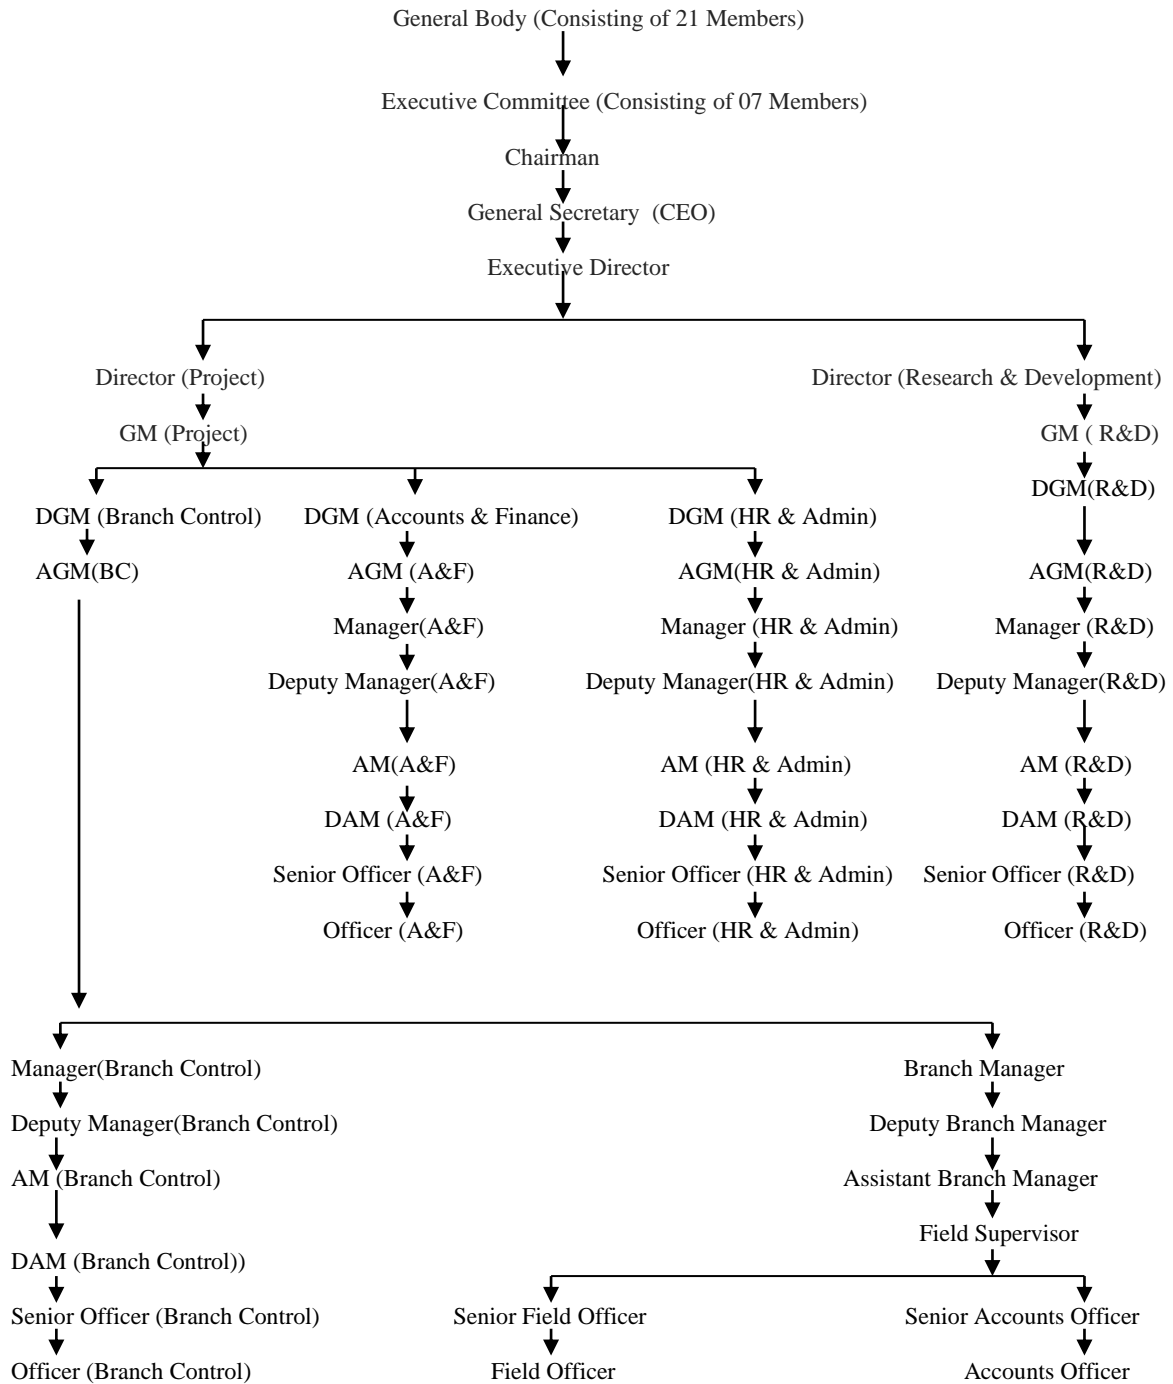 General Body (Consisting of 21 Members)
Executive Committee (Consisting of 07 Members)
Chairman
General Secretary (CEO)
Executive Director
Director (Project)
Director (Research & Development)
GM (Project)
GM ( R&D)
DGM(R&D)
DGM (Branch Control)
DGM (Accounts & Finance)
DGM (HR & Admin)
AGM(BC)
AGM (A&F)
AGM(HR & Admin)
AGM(R&D)
Manager(A&F)
Manager (HR & Admin)
Manager (R&D)
Deputy Manager(A&F)
Deputy Manager(HR & Admin)
Deputy Manager(R&D)
AM(A&F)
AM (HR & Admin)
AM (R&D)
DAM (A&F)
DAM (HR & Admin)
DAM (R&D)
Senior Officer (A&F)
Senior Officer (HR & Admin)
Senior Officer (R&D)
Officer (A&F)
Officer (HR & Admin)
Officer (R&D)
Manager(Branch Control)
Branch Manager
Deputy Manager(Branch Control)
Deputy Branch Manager
AM (Branch Control)
Assistant Branch Manager
Field Supervisor
DAM (Branch Control))
Senior Officer (Branch Control)
Senior Field Officer
Senior Accounts Officer
Officer (Branch Control)
Field Officer
Accounts Officer